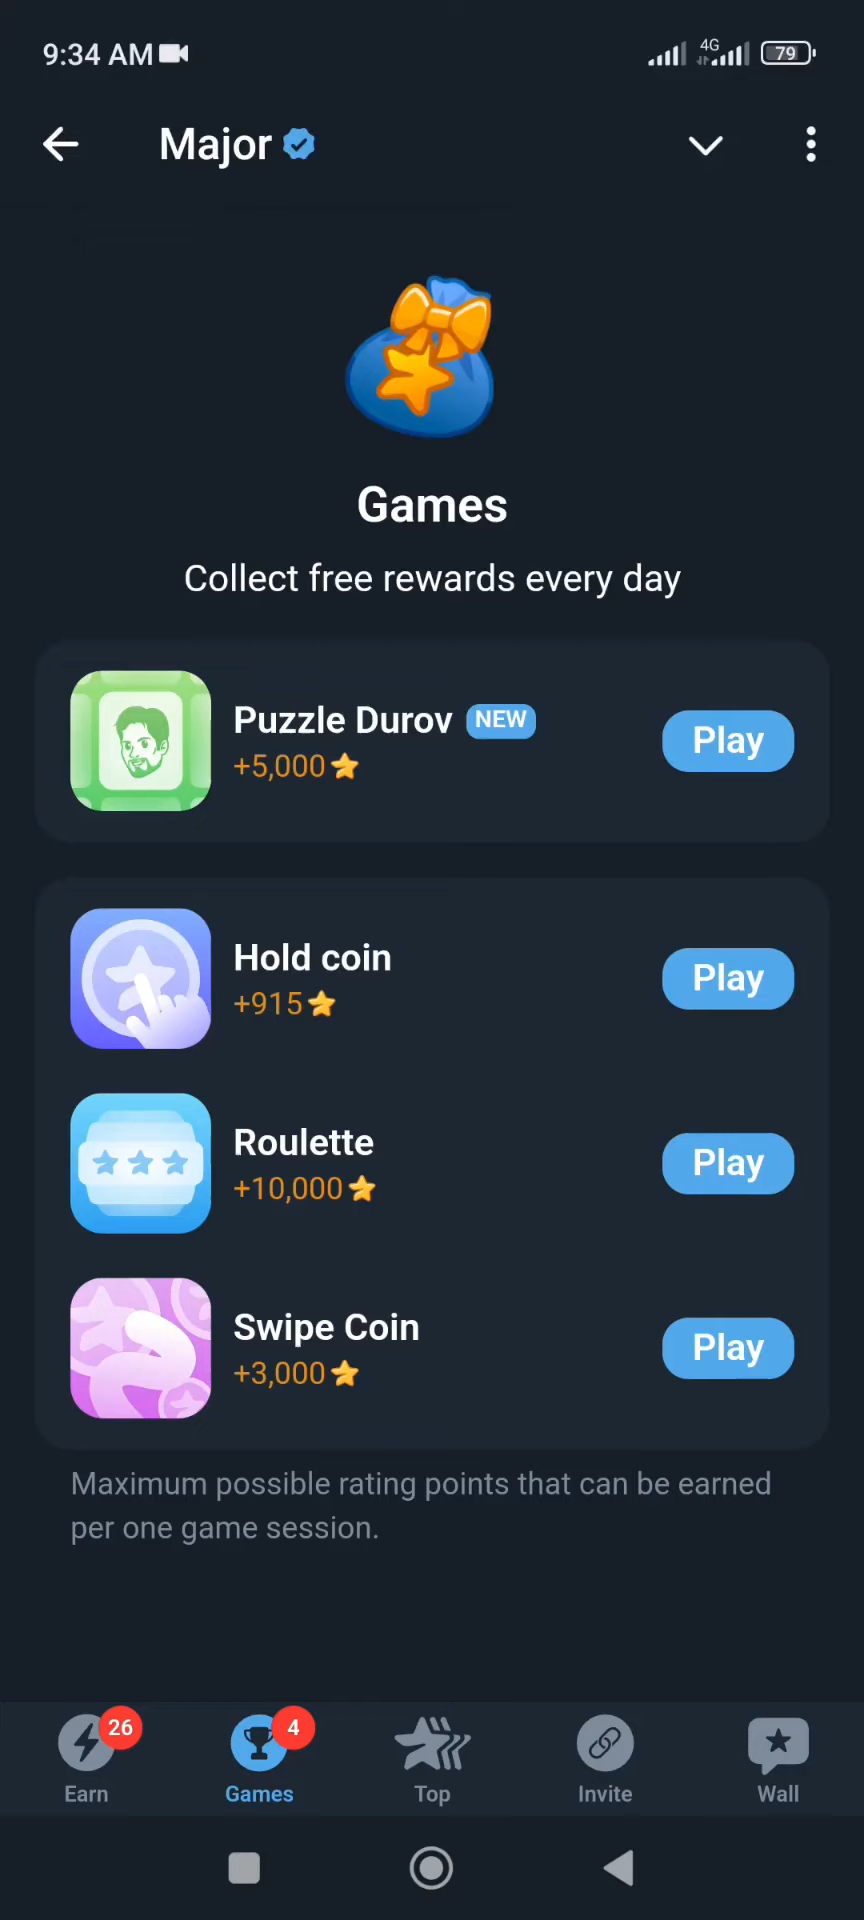 9:34 AM
4G
79
Major
Games
Collect free rewards every day
Puzzle Durov NEW
+5,000
Play
Hold coin
+915
Play
Roulette
+10,000
Play
Swipe Coin
+3,000
Play
Maximum possible rating points that can be earned
per one game session.
26
4
Earn
Games
Top
Invite
Wall